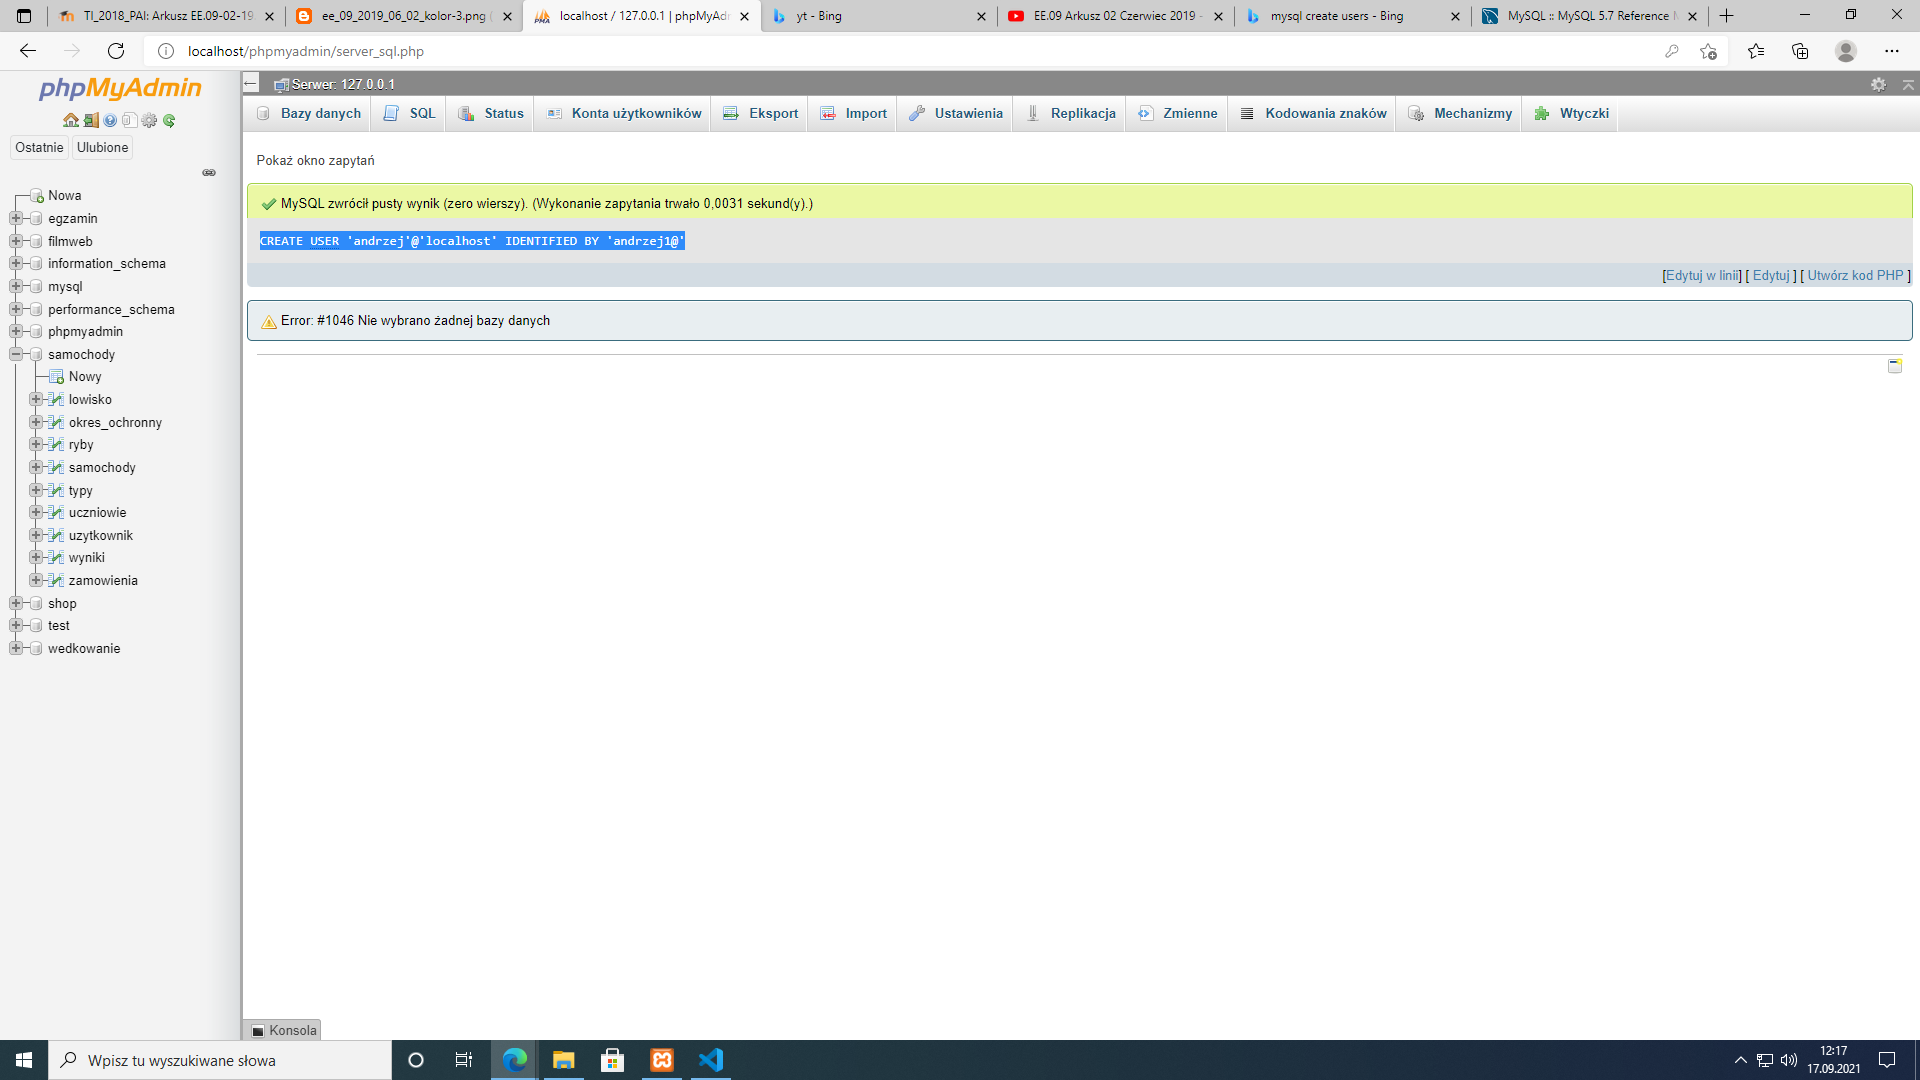 TI_2018_PAI: Arkusz EE.09-02-19
ee_09_2019_06_02_kolor-3.png (
localhost / 127.0.0.1 | phpMyAdm
yt - Bing
EE.09 Arkusz 02 Czerwiec 2019 -
mysql create users - Bing
MySQL :: MySQL 5.7 Reference M
localhost/phpmyadmin/server_sql.php
phpMyAdmin
Ostatnie
Ulubione
Nowa
egzamin
filmweb
information_schema
mysql
performance_schema
phpmyadmin
samochody
Nowy
lowisko
okres_ochronny
ryby
samochody
typy
uczniowie
uzytkownik
wyniki
zamowienia
shop
test
wedkowanie
Serwer: 127.0.0.1
Bazy danych
SQL
Status
Konta użytkowników
Eksport
Import
Ustawienia
Replikacja
Zmienne
Kodowania znaków
Mechanizmy
Wtyczki
Pokaż okno zapytań
MySQL zwrócił pusty wynik (zero wierszy). (Wykonanie zapytania trwało 0,0031 sekund(y).)
CREATE USER 'andrzej'@'localhost' IDENTIFIED BY 'andrzej1@'
[Edytuj w linii] [ Edytuj ] [ Utwórz kod PHP ]
Error: #1046 Nie wybrano żadnej bazy danych
Konsola
Wpisz tu wyszukiwane słowa
12:17
17.09.2021